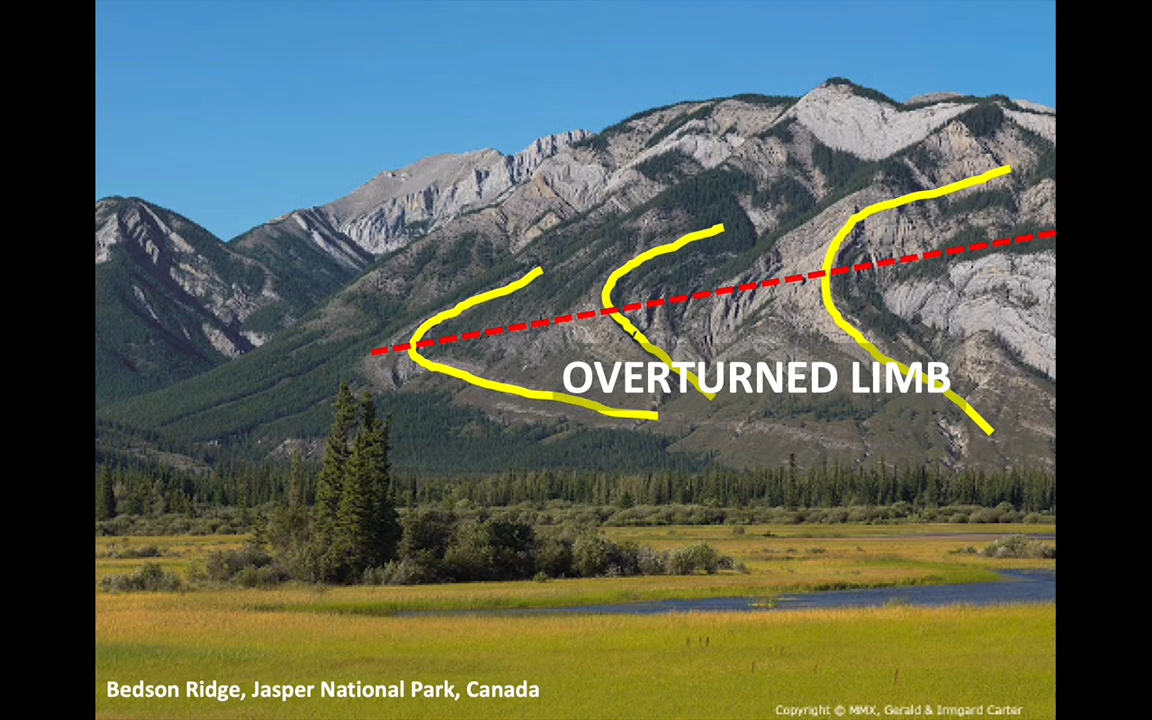 OVERTURNED LIMB
Bedson Ridge, Jasper National Park, Canada
Copyright © MMX, Gerald & Irmgard Carter